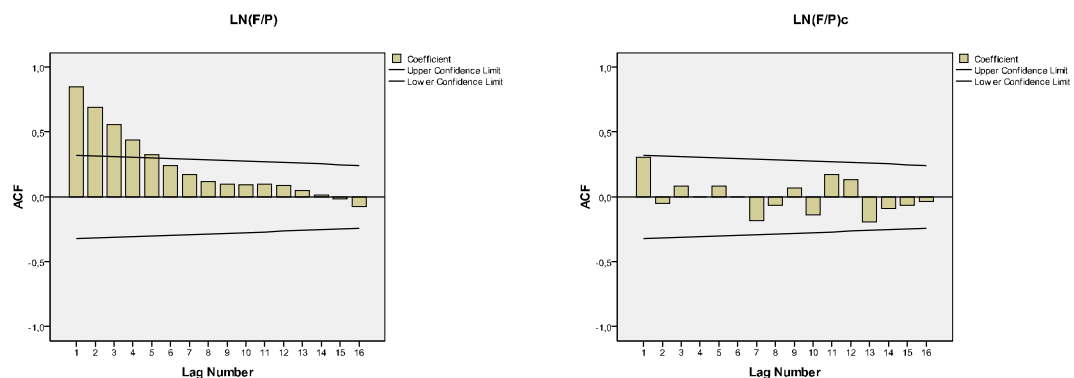 LN(F/P)
1,0
0,5
0,0
-0,5
-1,0
ACF
1 2 3 4 5 6 7 8 9 10 11 12 13 14 15 16
Lag Number
Coefficient
Upper Confidence Limit
Lower Confidence Limit
LN(F/P)c
1,0
0,5
0,0
-0,5
-1,0
ACF
1 2 3 4 5 6 7 8 9 10 11 12 13 14 15 16
Lag Number
Coefficient
Upper Confidence Limit
Lower Confidence Limit